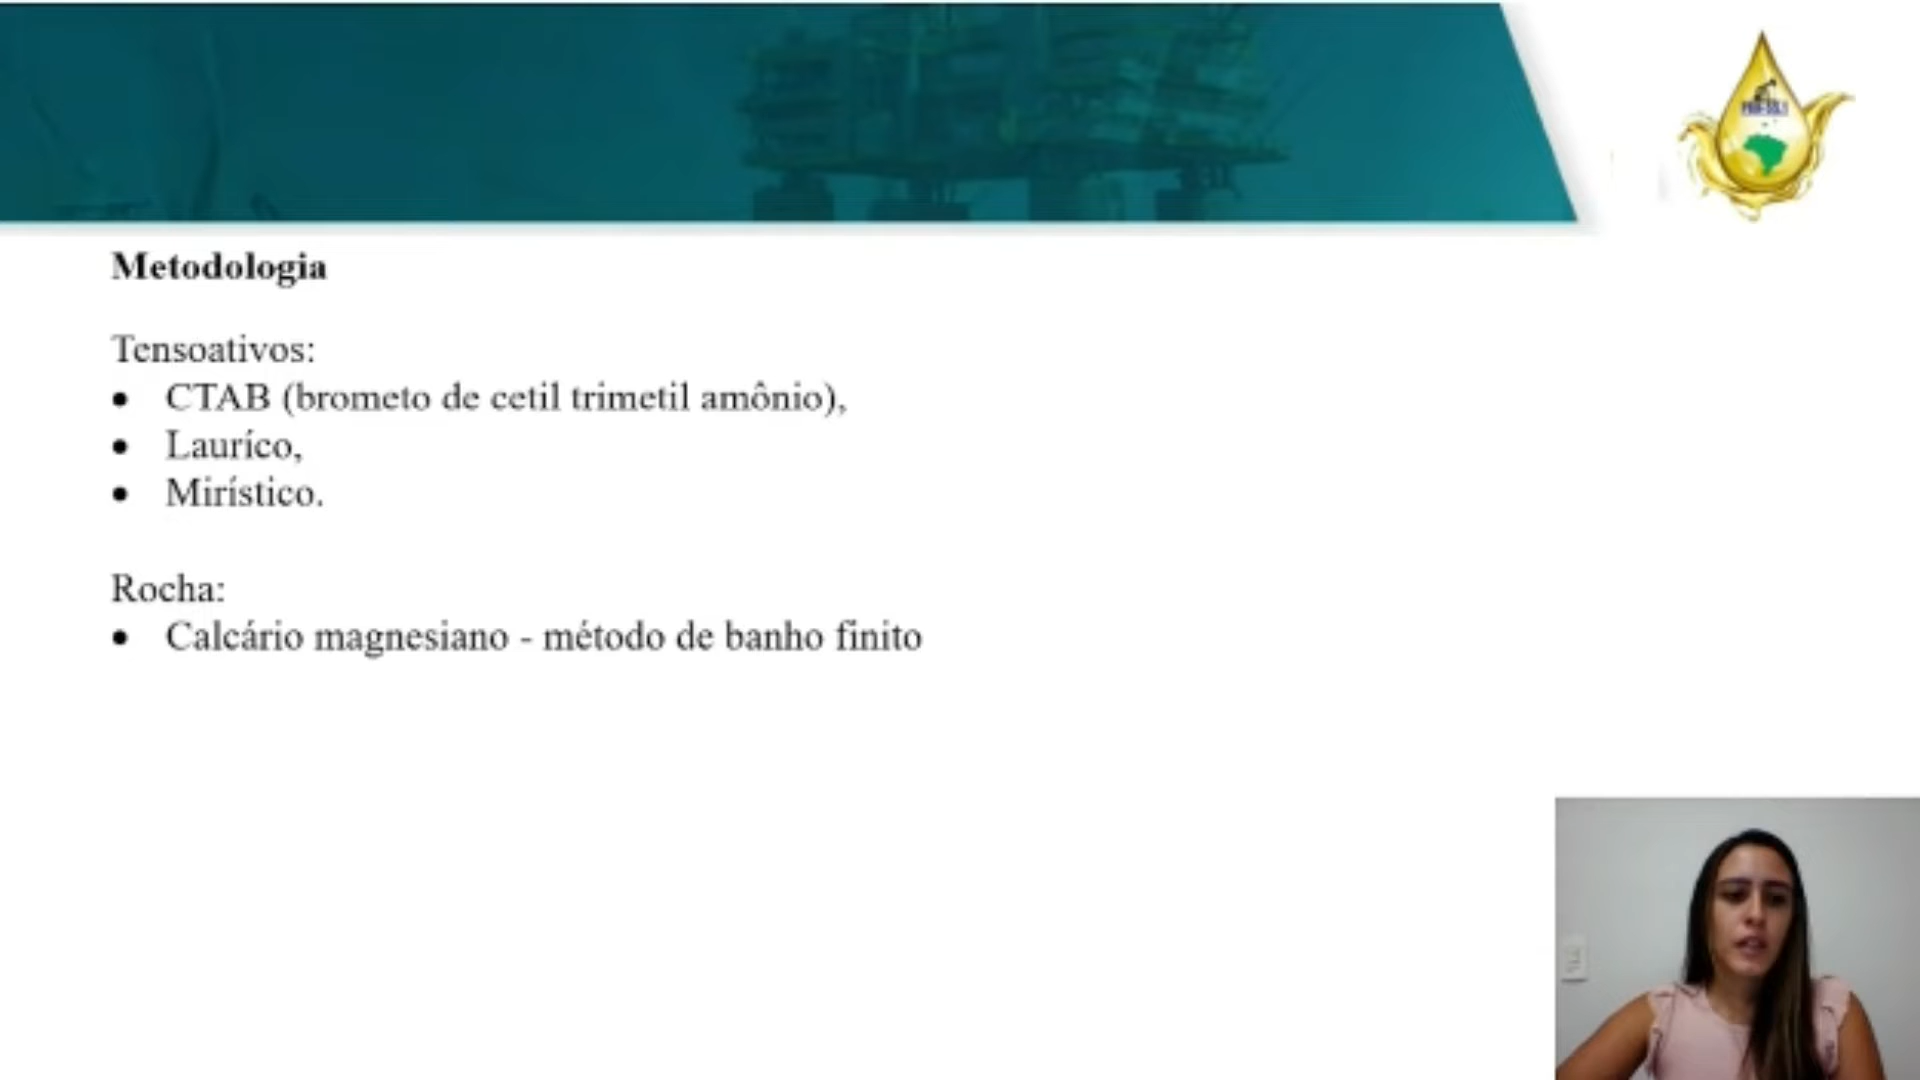 Metodologia
Tensoativos:
• CTAB (brometo de cetil trimetil amônio),
• Lauríco,
• Mirístico.
Rocha:
• Calcário magnesiano - método de banho finito